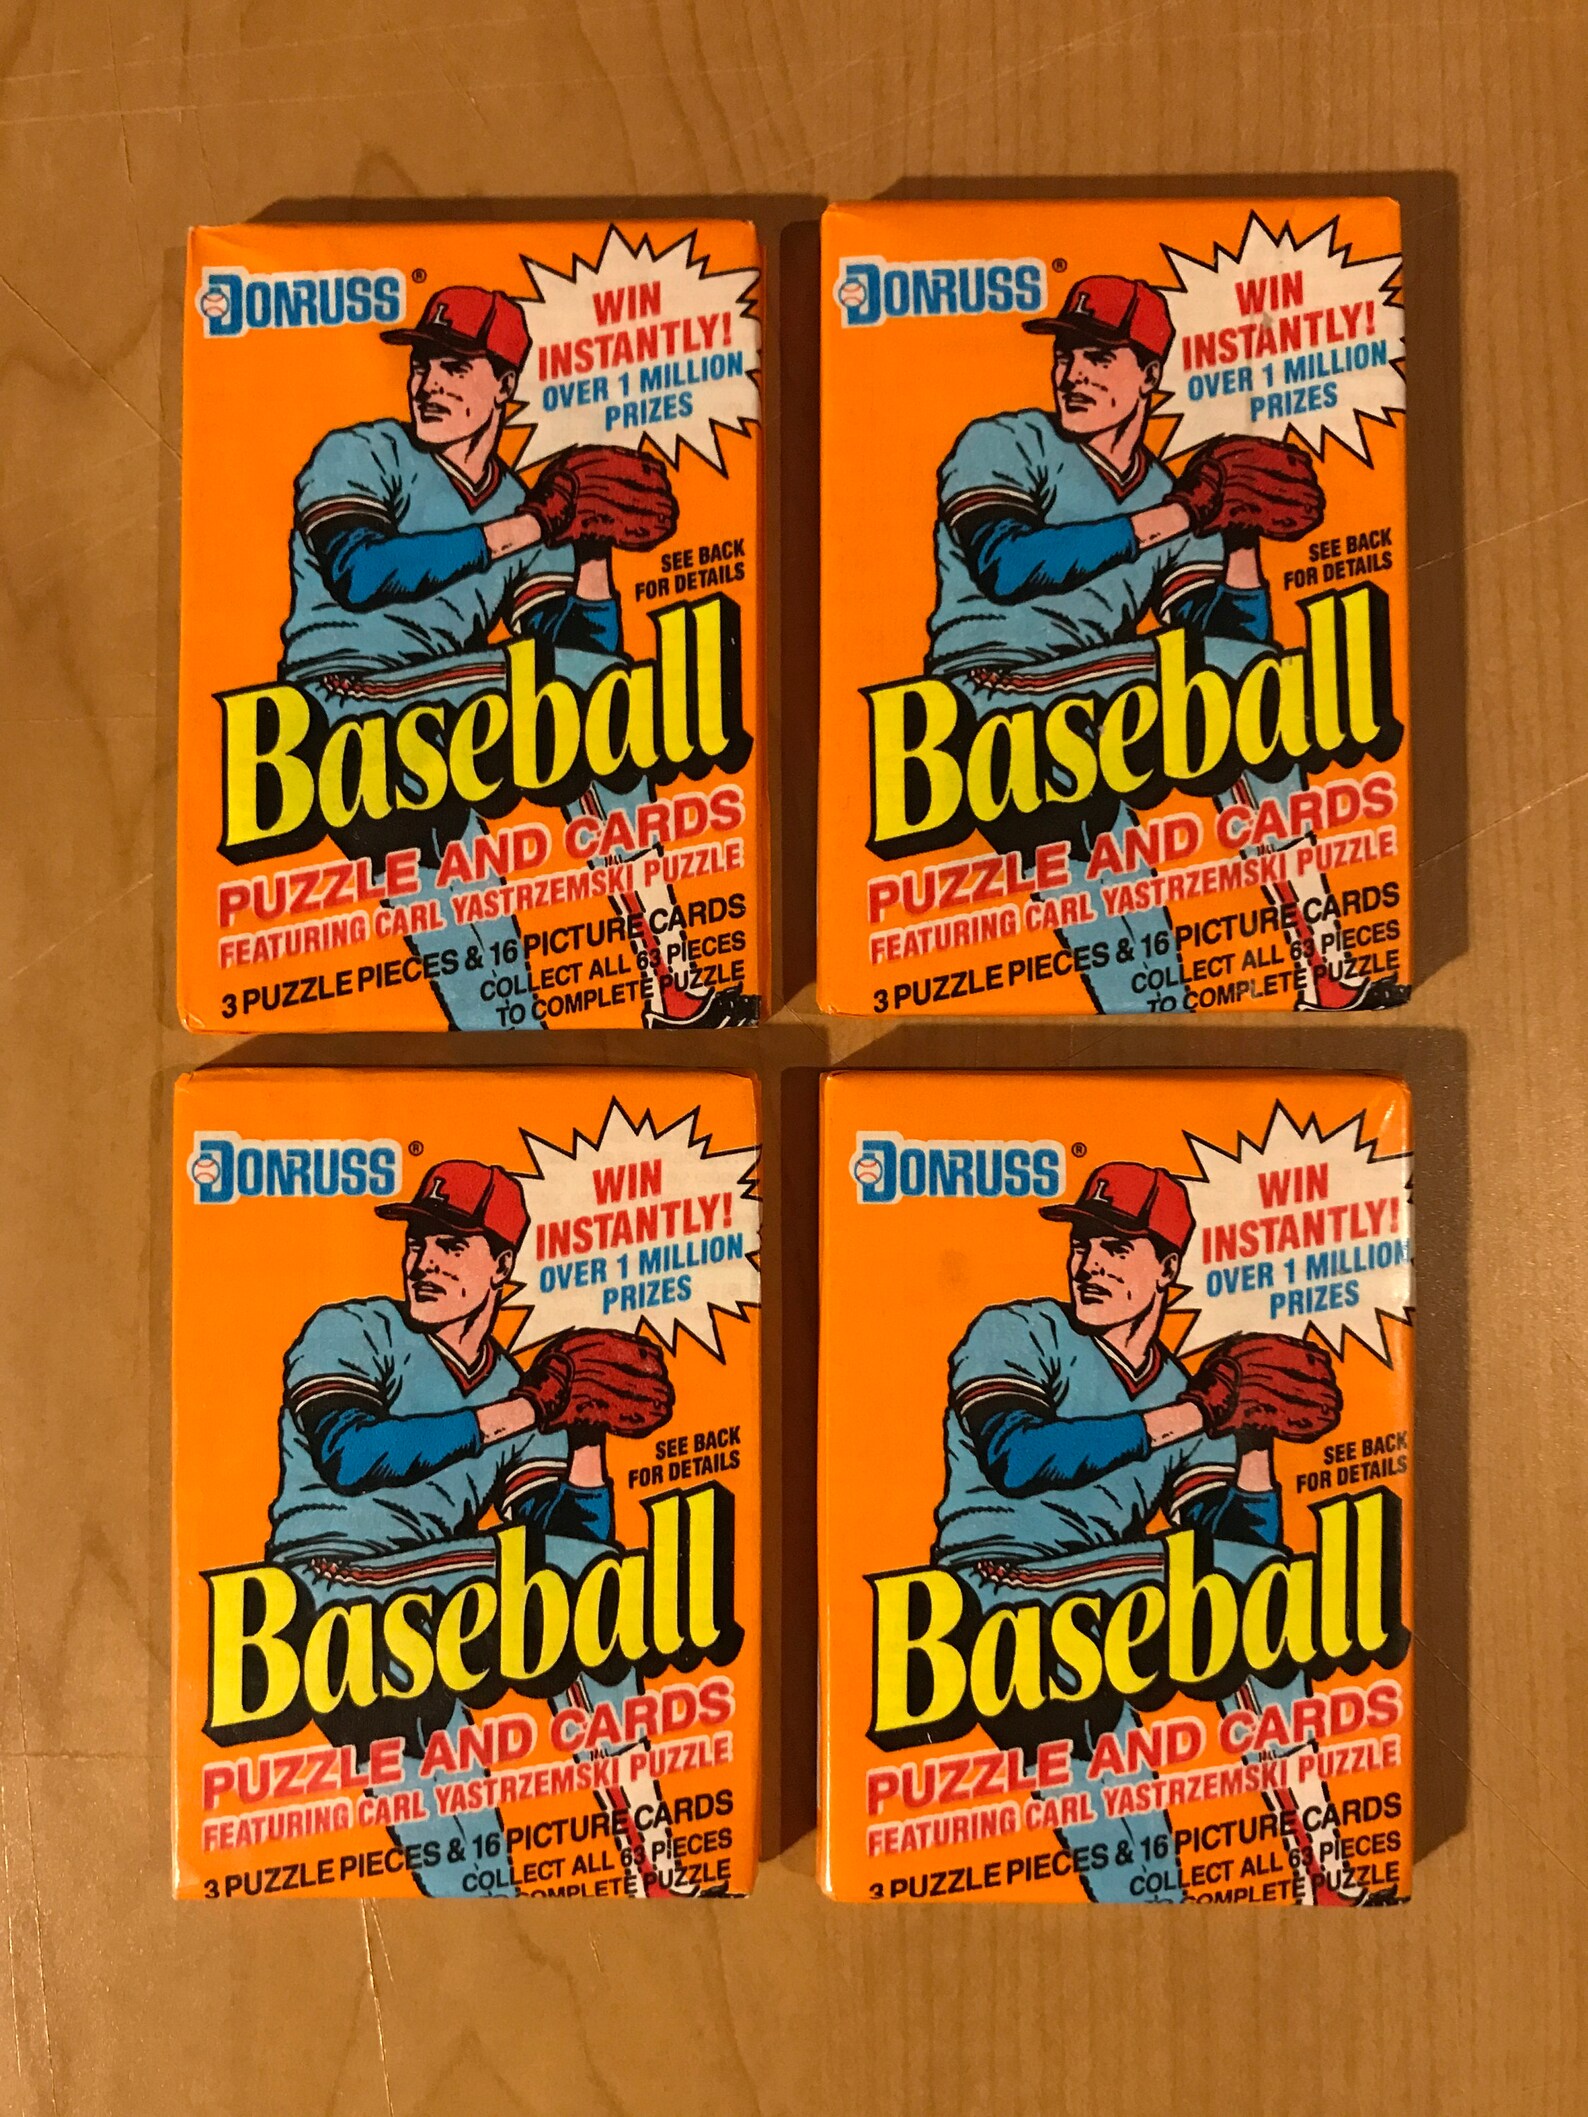 DONRUSS®
L
WIN
INSTANTLY!
OVER 1 MILLION
PRIZES
SEE BACK
FOR DETAILS
Baseball
PUZZLE AND CARDS
FEATURING CARL YASTRZEMSKI PUZZLE
3 PUZZLE PIECES & 16 PICTURE CARDS
COLLECT ALL 63 PIECES
TO COMPLETE PUZZLE
DONRUSS®
L
WIN
INSTANTLY!
OVER 1 MILLION
PRIZES
SEE BACK
FOR DETAILS
Baseball
PUZZLE AND CARDS
FEATURING CARL YASTRZEMSKI PUZZLE
3 PUZZLE PIECES & 16 PICTURE CARDS
COLLECT ALL 63 PIECES
TO COMPLETE PUZZLE
DONRUSS®
L
WIN
INSTANTLY!
OVER 1 MILLION
PRIZES
SEE BACK
FOR DETAILS
Baseball
PUZZLE AND CARDS
FEATURING CARL YASTRZEMSKI PUZZLE
3 PUZZLE PIECES & 16 PICTURE CARDS
COLLECT ALL 63 PIECES
TO COMPLETE PUZZLE
DONRUSS®
L
WIN
INSTANTLY!
OVER 1 MILLION
PRIZES
SEE BACK
FOR DETAILS
Baseball
PUZZLE AND CARDS
FEATURING CARL YASTRZEMSKI PUZZLE
3 PUZZLE PIECES & 16 PICTURE CARDS
COLLECT ALL 63 PIECES
TO COMPLETE PUZZLE